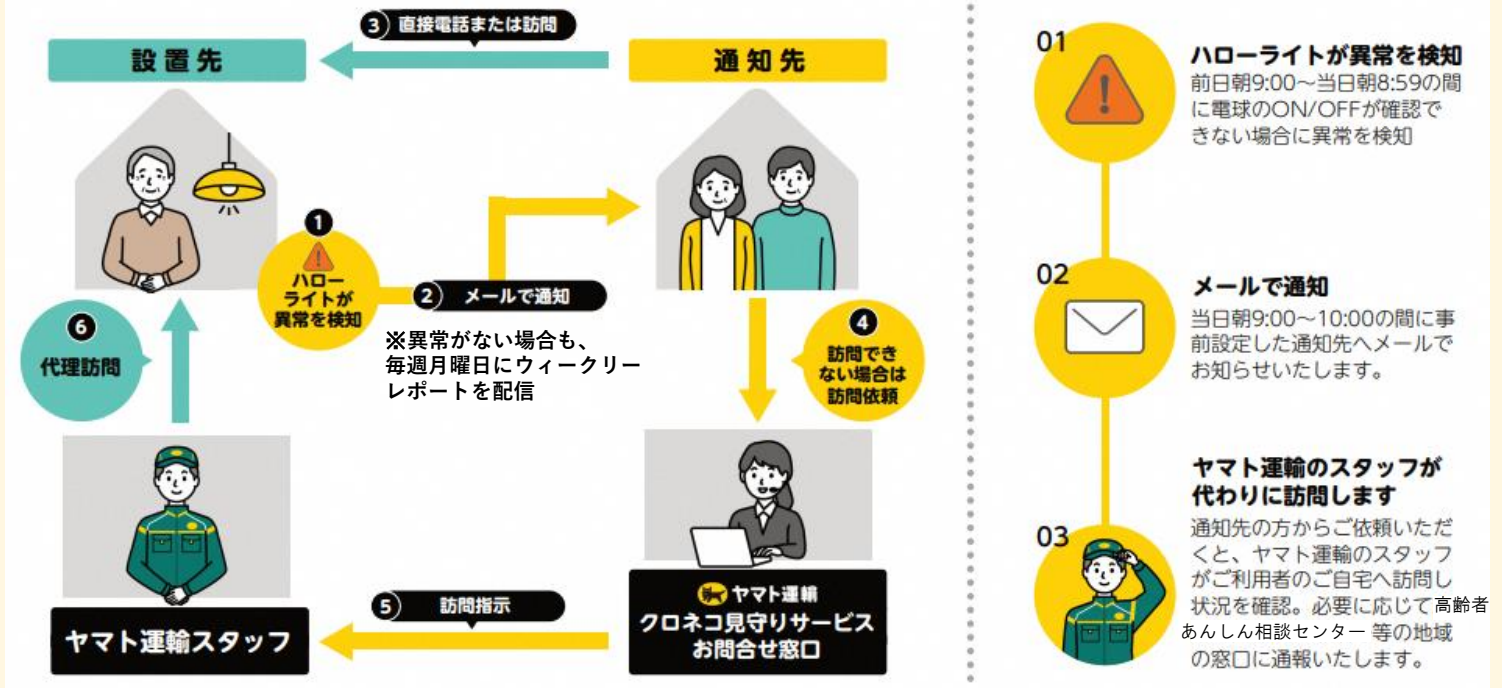 3 直接電話または訪問
設置先
通知先
1
ハロー
ライトが
異常を検知
2 メールで通知
※異常がない場合も、
毎週月曜日にウィークリー
レポートを配信
4
訪問でき
ない場合は
訪問依頼
6
代理訪問
5 訪問指示
ヤマト運輸スタッフ
ヤマト運輸
クロネコ見守りサービス
お問合せ窓口
01
ハローライトが異常を検知
前日朝9:00～当日朝8:59の間
に電球のON/OFFが確認で
きない場合に異常を検知
02
メールで通知
当日朝9:00～10:00の間に事
前設定した通知先へメールで
お知らせいたします。
03
ヤマト運輸のスタッフが
代わりに訪問します
通知先の方からご依頼いただ
くと、ヤマト運輸のスタッフ
がご利用者のご自宅へ訪問し
状況を確認。必要に応じて高齢者
あんしん相談センター 等の地域
の窓口に通報いたします。